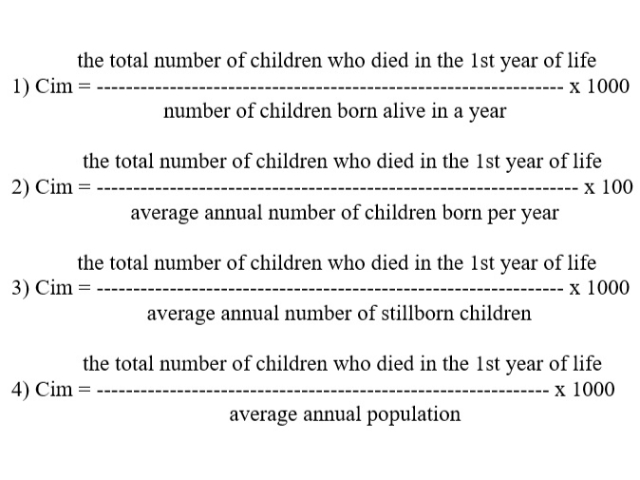 the total number of children who died in the 1st year of life
1) Cim = ---------------------------------------------------------------- x 1000
number of children born alive in a year
the total number of children who died in the 1st year of life
2) Cim = ------------------------------------------------------------------ x 100
average annual number of children born per year
the total number of children who died in the 1st year of life
3) Cim = ---------------------------------------------------------------- x 1000
average annual number of stillborn children
the total number of children who died in the 1st year of life
4) Cim = -------------------------------------------------------------- x 1000
average annual population